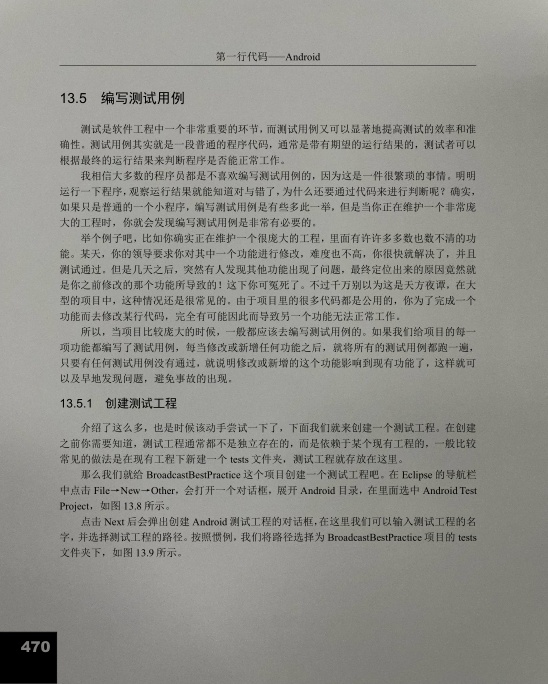 第一行代码——Android
13.5 编写测试用例
测试是软件工程中一个非常重要的环节，而测试用例又可以显著地提高测试的效率和准
确性。测试用例其实就是一段普通的程序代码，通常是带有期望的运行结果的，测试者可以
根据最终的运行结果来判断程序是否能正常工作。
我相信大多数的程序员都是不喜欢编写测试用例的，因为这是一件很繁琐的事情。明明
运行一下程序，观察运行结果就能知道对与错了，为什么还要通过代码来进行判断呢？确实，
如果只是普通的一个小程序，编写测试用例是有些多此一举，但是当你正在维护一个非常庞
大的工程时，你就会发现编写测试用例是非常有必要的。
举个例子吧，比如你确实正在维护一个很庞大的工程，里面有许许多多数也数不清的功
能。某天，你的领导要求你对其中一个功能进行修改，难度也不高，你很快就解决了，并且
测试通过。但是几天之后，突然有人发现其他功能出现了问题，最终定位出来的原因竟然就
是你之前修改的那个功能所导致的！这下你可冤死了。不过千万别以为这是天方夜谭，在大
型的项目中，这种情况还是很常见的。由于项目里的很多代码都是公用的，你为了完成一个
功能而去修改某行代码，完全有可能因此而导致另一个功能无法正常工作。
所以，当项目比较庞大的时候，一般都应该去编写测试用例的。如果我们给项目的每一
项功能都编写了测试用例，每当修改或新增任何功能之后，就将所有的测试用例都跑一遍，
只要有任何测试用例没有通过，就说明修改或新增的这个功能影响到现有功能了，这样就可
以及早地发现问题，避免事故的出现。
13.5.1 创建测试工程
介绍了这么多，也是时候该动手尝试一下了，下面我们就来创建一个测试工程。在创建
之前你需要知道，测试工程通常都不是独立存在的，而是依赖于某个现有工程的，一般比较
常见的做法是在现有工程下新建一个 tests 文件夹，测试工程就存放在这里。
那么我们就给 BroadcastBestPractice 这个项目创建一个测试工程吧。在 Eclipse 的导航栏
中点击 File→New→Other，会打开一个对话框，展开 Android 目录，在里面选中 Android Test
Project，如图 13.8 所示。
点击 Next 后会弹出创建 Android 测试工程的对话框，在这里我们可以输入测试工程的名
字，并选择测试工程的路径。按照惯例，我们将路径选择为 BroadcastBestPractice 项目的 tests
文件夹下，如图 13.9 所示。
470